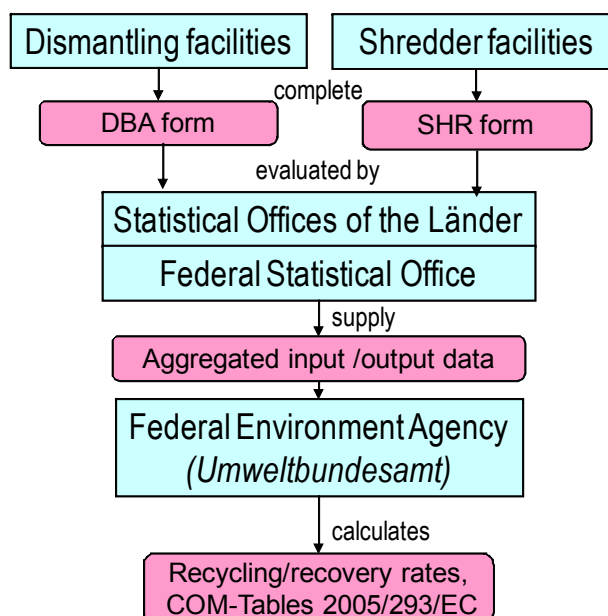 Dismantling facilities
Shredder facilities
complete
DBA form
SHR form
evaluated by
Statistical Offices of the Länder
Federal Statistical Office
supply
Aggregated input /output data
Federal Environment Agency
(Umweltbundesamt)
calculates
Recycling/recovery rates,
COM-Tables 2005/293/EC